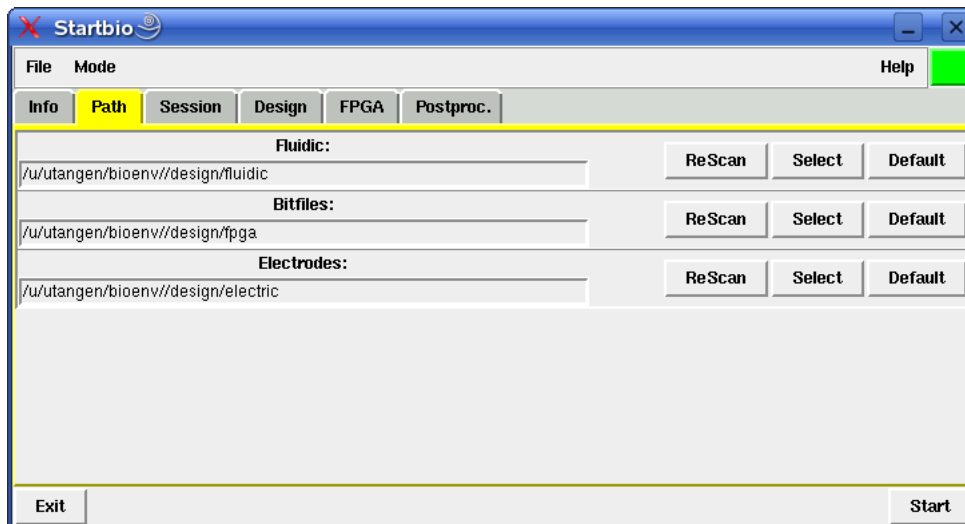 Startbio
File Mode Help
Info Path Session Design FPGA Postproc.
Fluidic:
/u/utangen/bioenv//design/fluidic
ReScan Select Default
Bitfiles:
/u/utangen/bioenv//design/fpga
ReScan Select Default
Electrodes:
/u/utangen/bioenv//design/electric
ReScan Select Default
Exit Start